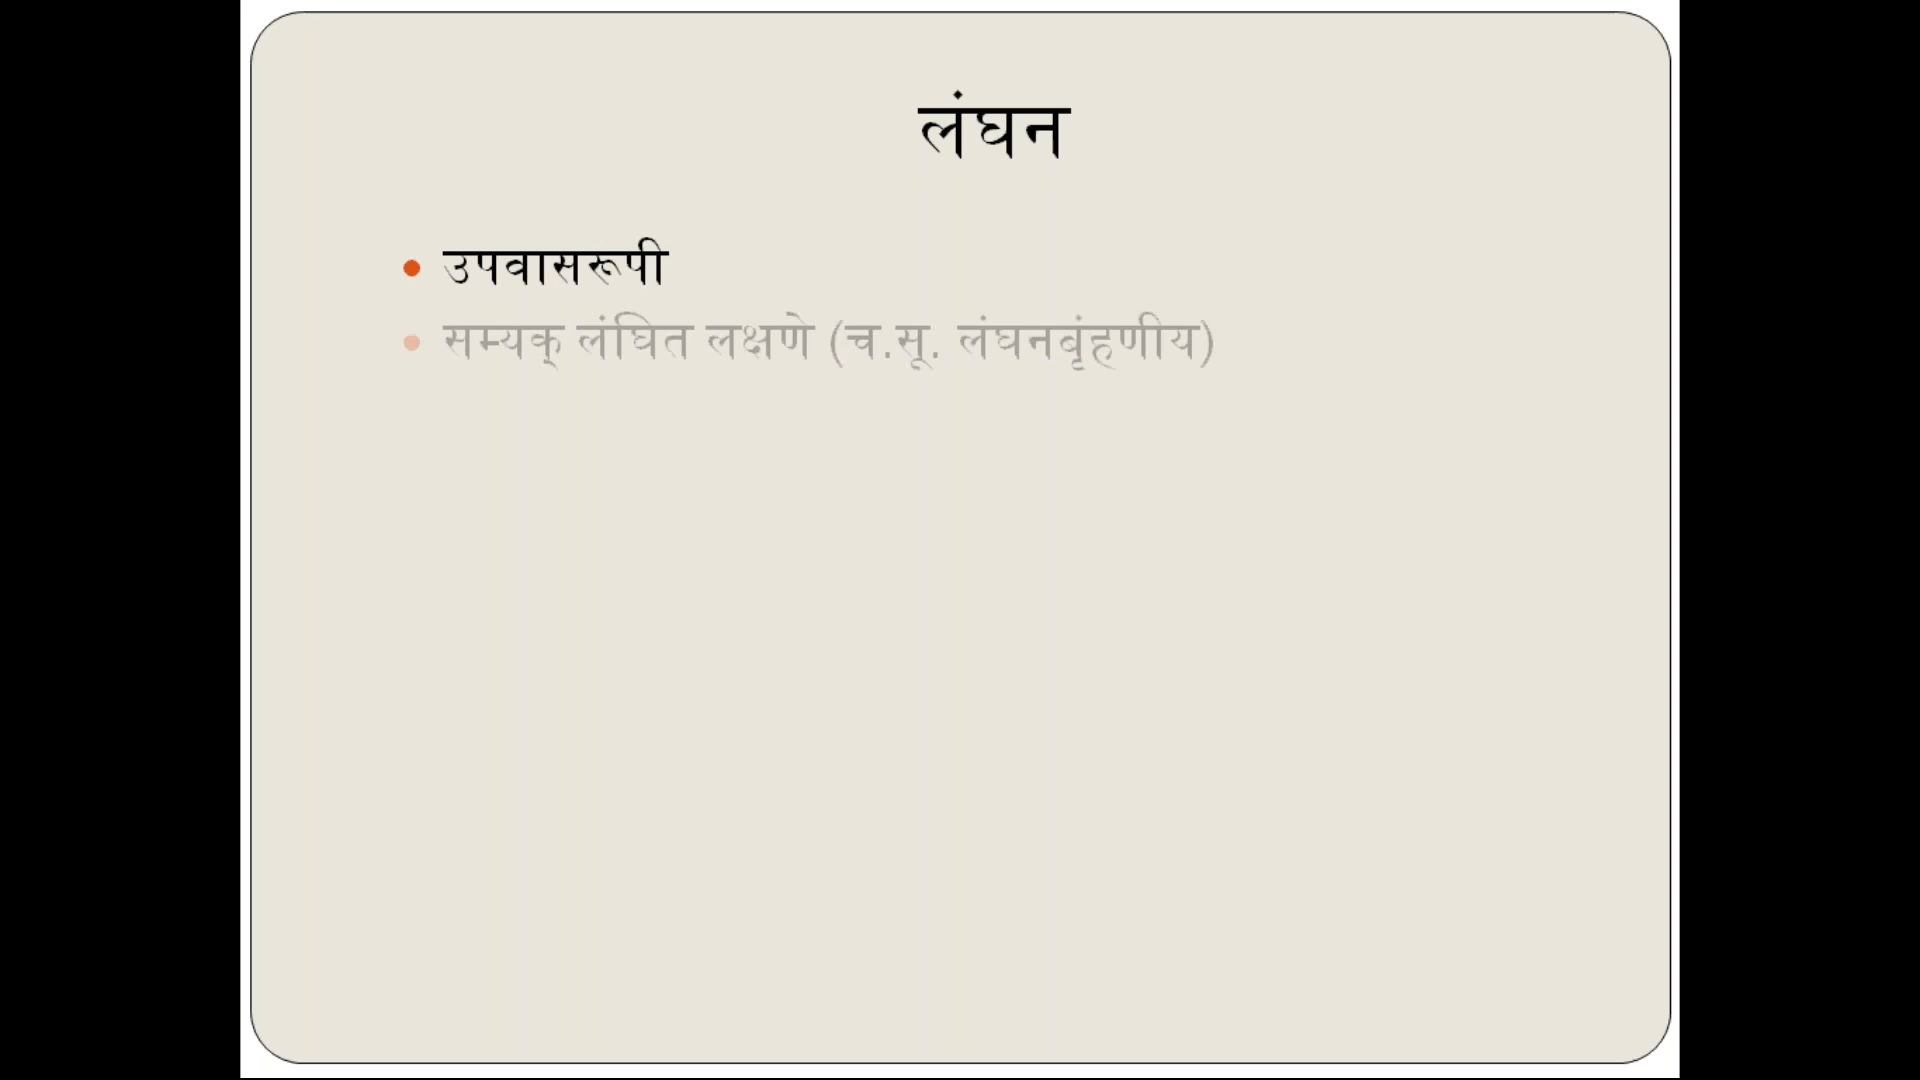 लंघन
• उपवासरूपी
• सम्यक् लंघित लक्षणे (च.सू. लंघनबृंहणीय)